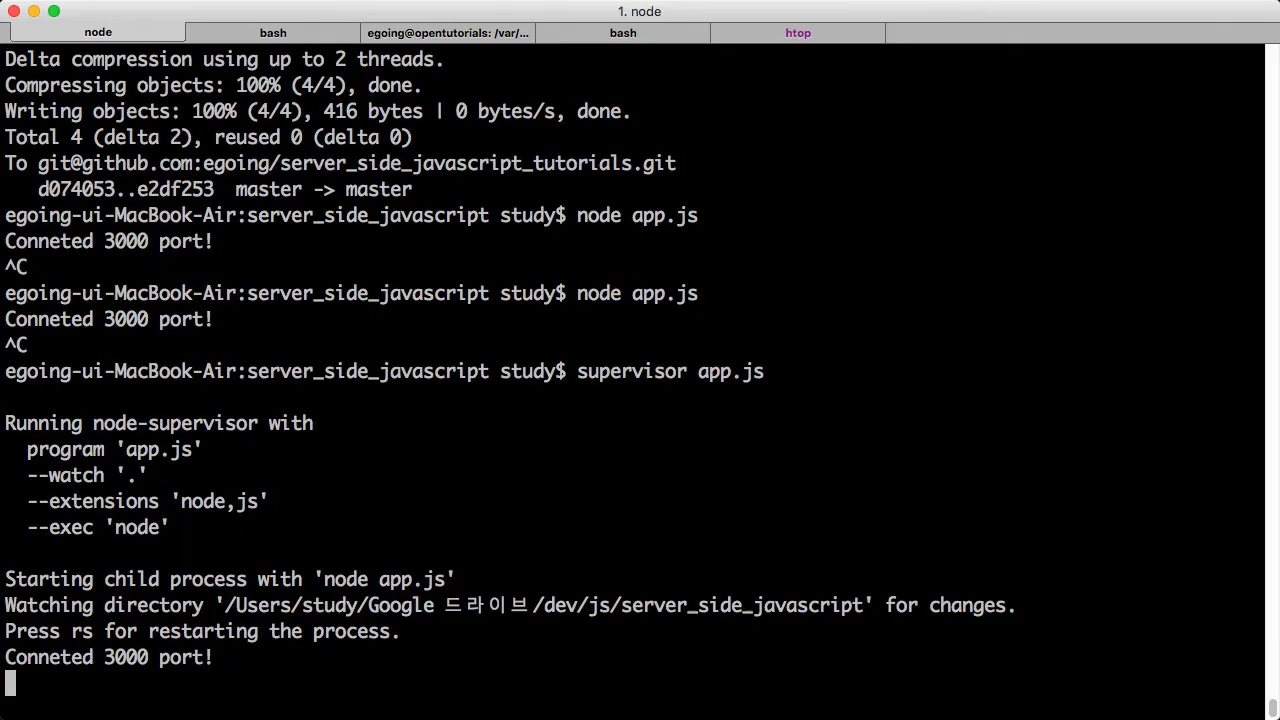 1. node
node bash egoing@opentutorials: /var/... bash htop
Delta compression using up to 2 threads.
Compressing objects: 100% (4/4), done.
Writing objects: 100% (4/4), 416 bytes | 0 bytes/s, done.
Total 4 (delta 2), reused 0 (delta 0)
To git@github.com:egoing/server_side_javascript_tutorials.git
   d074053..e2df253  master -> master
egoing-ui-MacBook-Air:server_side_javascript study$ node app.js
Conneted 3000 port!
^C
egoing-ui-MacBook-Air:server_side_javascript study$ node app.js
Conneted 3000 port!
^C
egoing-ui-MacBook-Air:server_side_javascript study$ supervisor app.js
Running node-supervisor with
  program 'app.js'
  --watch '.'
  --extensions 'node,js'
  --exec 'node'
Starting child process with 'node app.js'
Watching directory '/Users/study/Google 드라이브/dev/js/server_side_javascript' for changes.
Press rs for restarting the process.
Conneted 3000 port!